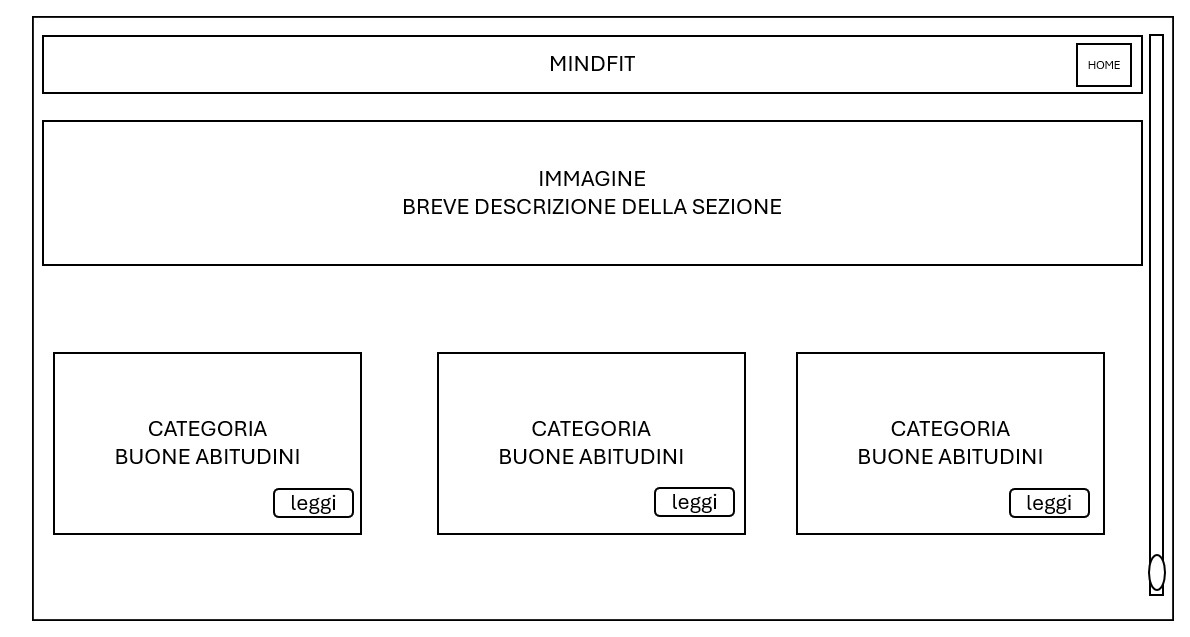 MINDFIT
HOME
IMMAGINE
BREVE DESCRIZIONE DELLA SEZIONE
CATEGORIA
BUONE ABITUDINI
leggi
CATEGORIA
BUONE ABITUDINI
leggi
CATEGORIA
BUONE ABITUDINI
leggi